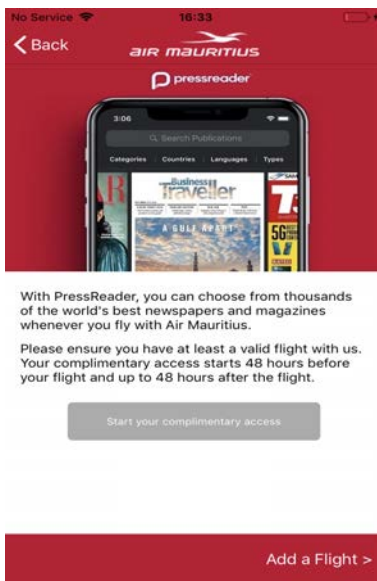 No Service 16:33
< Back
AIR MAURITIUS
pressreader
3:06
Search Publications
Categories Countries Languages Types
Business
Traveller
A GULF APART
5G
With PressReader, you can choose from thousands
of the world's best newspapers and magazines
whenever you fly with Air Mauritius.
Please ensure you have at least a valid flight with us.
Your complimentary access starts 48 hours before
your flight and up to 48 hours after the flight.
Start your complimentary access
Add a Flight >